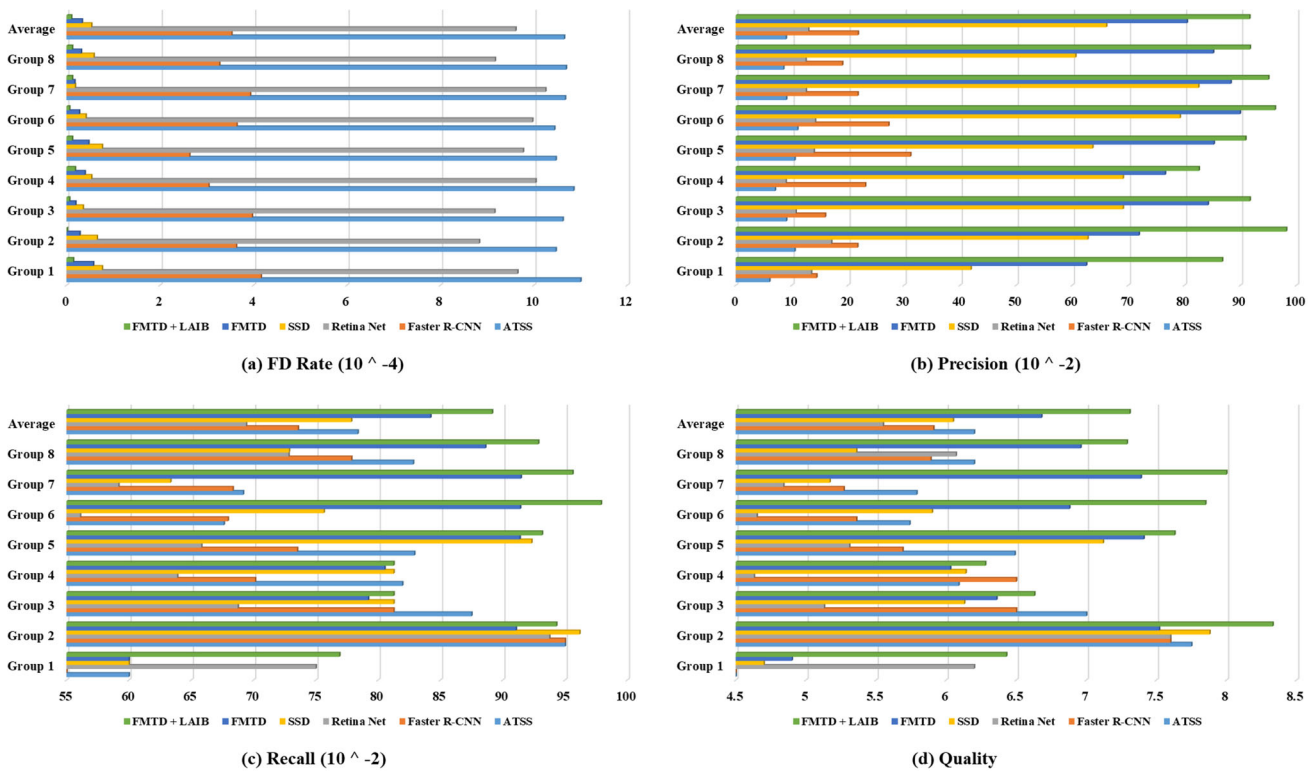 Average
Group 8
Group 7
Group 6
Group 5
Group 4
Group 3
Group 2
Group 1
0 2 4 6 8 10 12
FMTD + LAIB FMTD SSD Retina Net Faster R-CNN ATSS
(a) FD Rate (10 ^ -4)
Average
Group 8
Group 7
Group 6
Group 5
Group 4
Group 3
Group 2
Group 1
0 10 20 30 40 50 60 70 80 90 100
FMTD + LAIB FMTD SSD Retina Net Faster R-CNN ATSS
(b) Precision (10 ^ -2)
Average
Group 8
Group 7
Group 6
Group 5
Group 4
Group 3
Group 2
Group 1
55 60 65 70 75 80 85 90 95 100
FMTD + LAIB FMTD SSD Retina Net Faster R-CNN ATSS
(c) Recall (10 ^ -2)
Average
Group 8
Group 7
Group 6
Group 5
Group 4
Group 3
Group 2
Group 1
4.5 5 5.5 6 6.5 7 7.5 8 8.5
FMTD + LAIB FMTD SSD Retina Net Faster R-CNN ATSS
(d) Quality